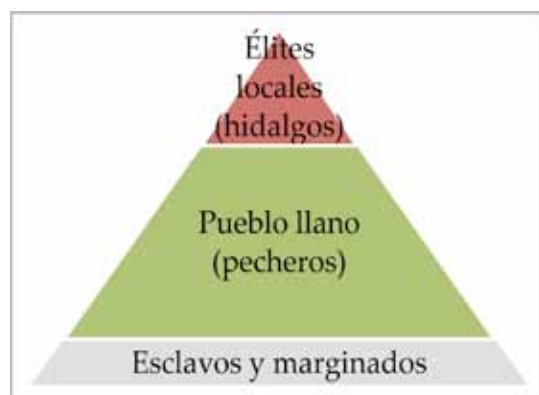 Élites
locales
(hidalgos)
Pueblo llano
(pecheros)
Esclavos y marginados